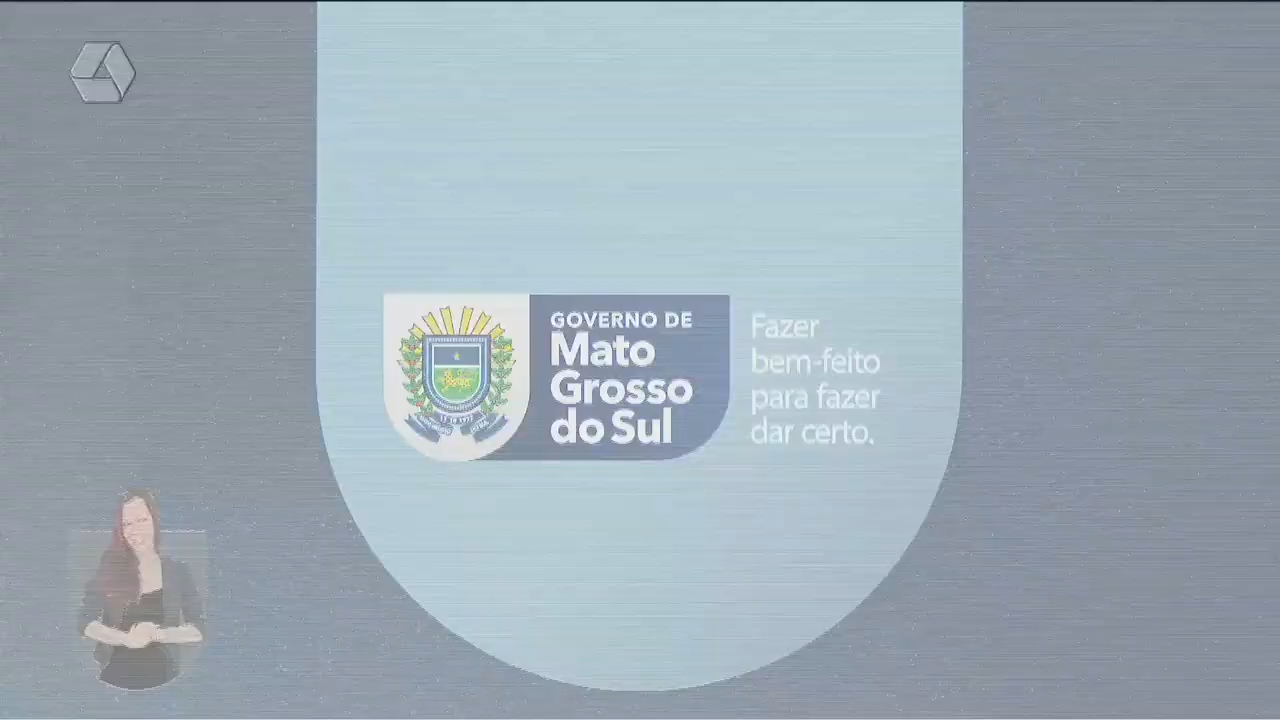 GOVERNO DE
Mato
Grosso
do Sul
Fazer
bem-feito
para fazer
dar certo.